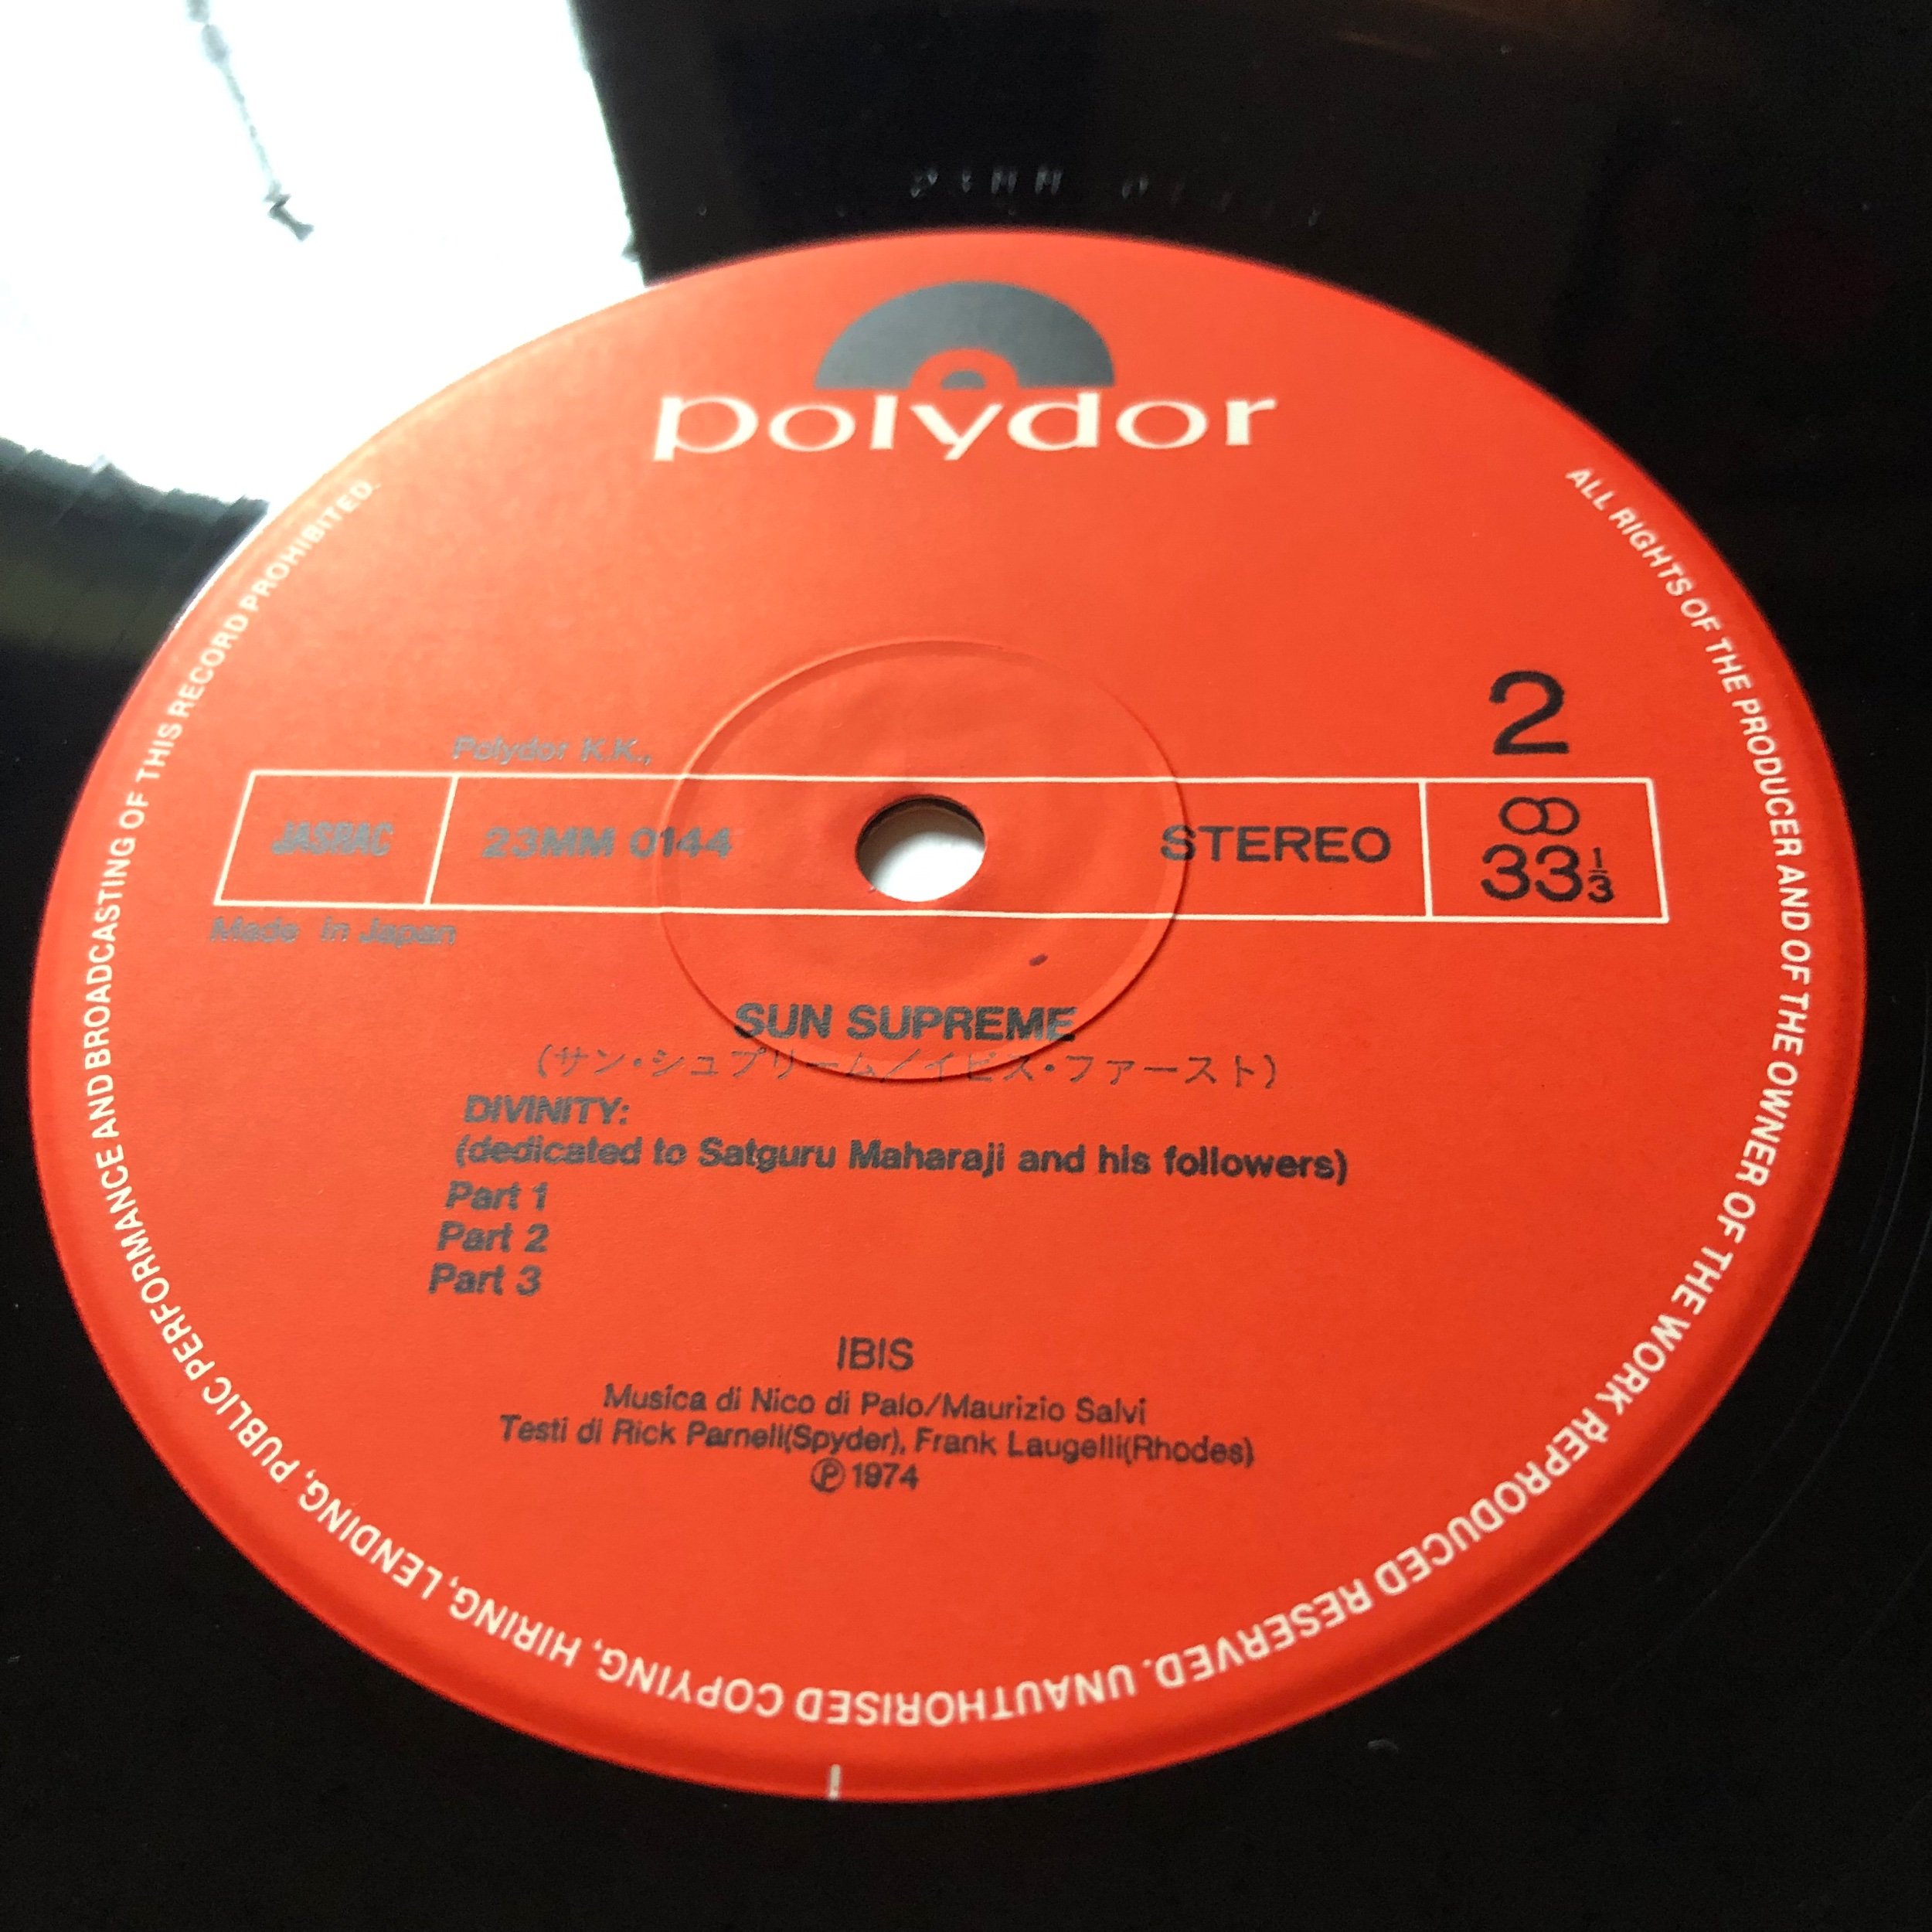 polydor
2
Polydor K.K.,
JASRAC
23MM 0144
STEREO
33 1/3
Made in Japan
SUN SUPREME
(サン・シュプリーム/イビス・ファースト)
DIVINITY:
(dedicated to Satguru Maharaji and his followers)
Part 1
Part 2
Part 3
IBIS
Musica di Nico di Palo/Maurizio Salvi
Testi di Rick Parnell(Spyder), Frank Laugelli(Rhodes)
Ⓟ1974
ALL RIGHTS OF THE PRODUCER AND OF THE OWNER OF THE WORK REPRODUCED RESERVED. UNAUTHORISED COPYING, HIRING, LENDING, PUBLIC PERFORMANCE AND BROADCASTING OF THIS RECORD PROHIBITED.